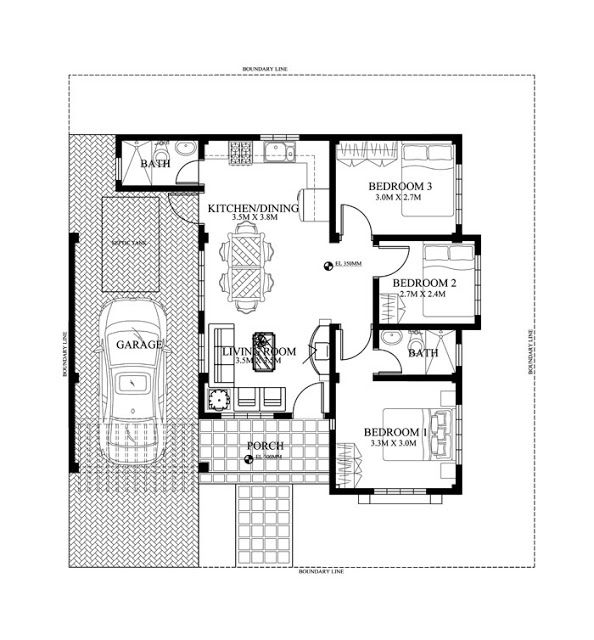 BOUNDARY LINE
BATH
KITCHEN/DINING
3.5M X 3.8M
BEDROOM 3
3.0M X 2.7M
SEPTIC TANK
EL 350MM
BEDROOM 2
2.7M X 2.4M
BOUNDARY LINE
GARAGE
LIVING ROOM
3.5M X 3.5M
BATH
BOUNDARY LINE
BEDROOM 1
3.3M X 3.0M
PORCH
EL 300MM
BOUNDARY LINE